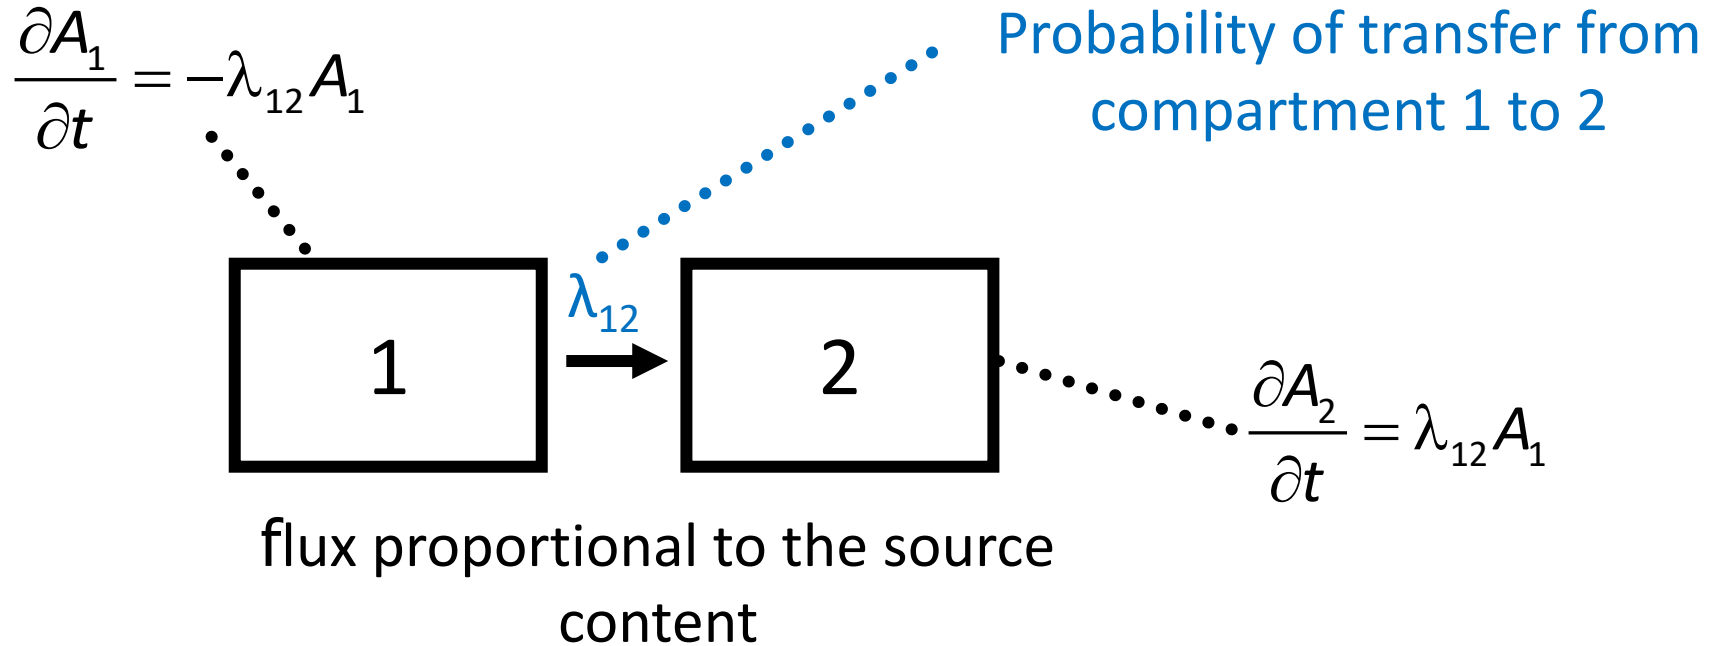 ∂A₁/∂t = −λ₁₂A₁
Probability of transfer from
compartment 1 to 2
λ₁₂
1
2
∂A₂/∂t = λ₁₂A₁
flux proportional to the source
content